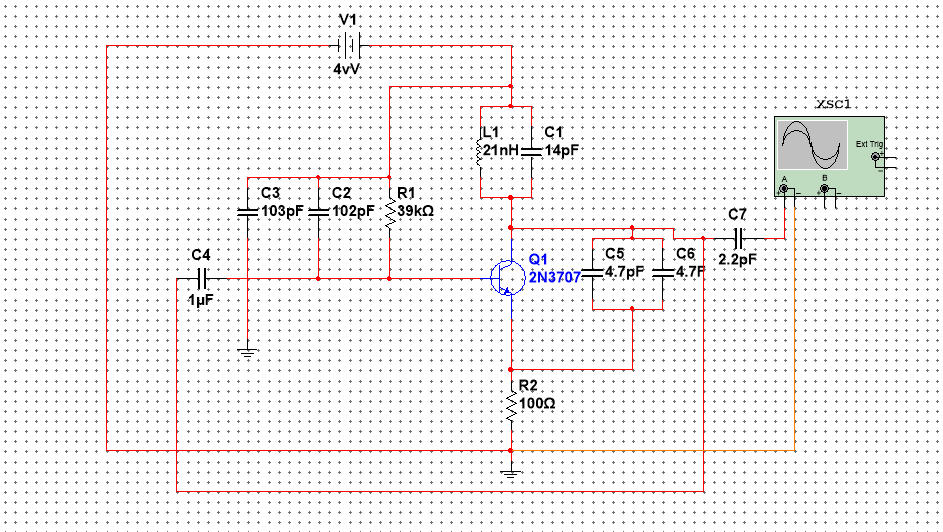 V1
4vV
XSC1
L1
21nH
C1
14pF
Ext Trig
+
-
A
B
+ -
+ -
C3
103pF
C2
102pF
R1
39kΩ
C7
2.2pF
C4
1µF
Q1
2N3707
C5
4.7pF
C6
4.7F
R2
100Ω